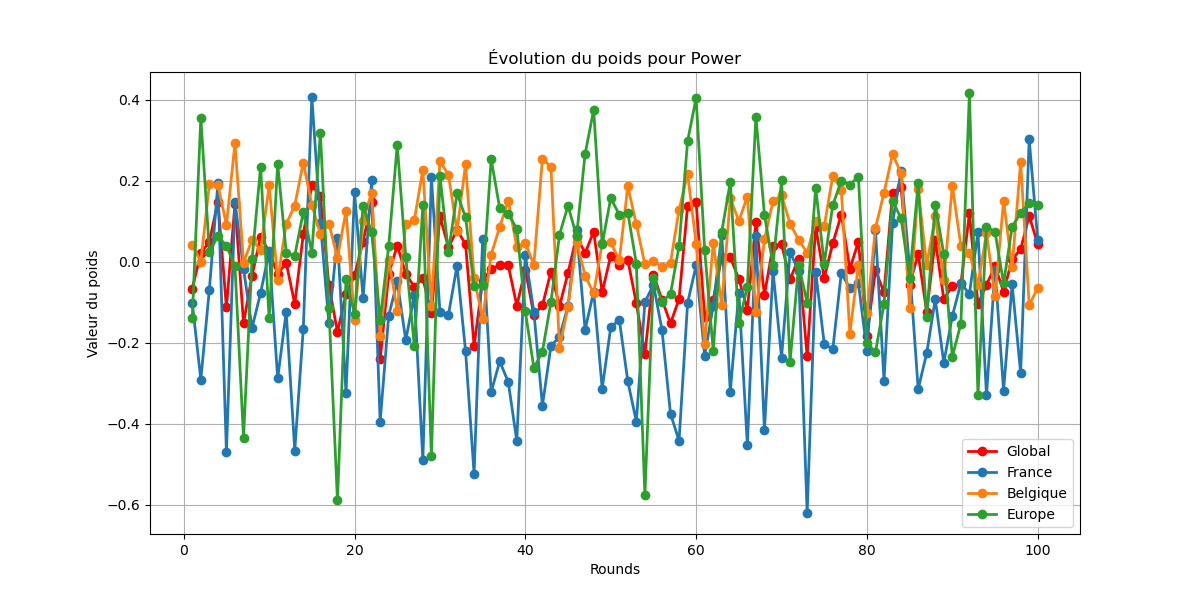 Évolution du poids pour Power
Valeur du poids
0.4
0.2
0.0
−0.2
−0.4
−0.6
0
20
40
60
80
100
Rounds
Global
France
Belgique
Europe